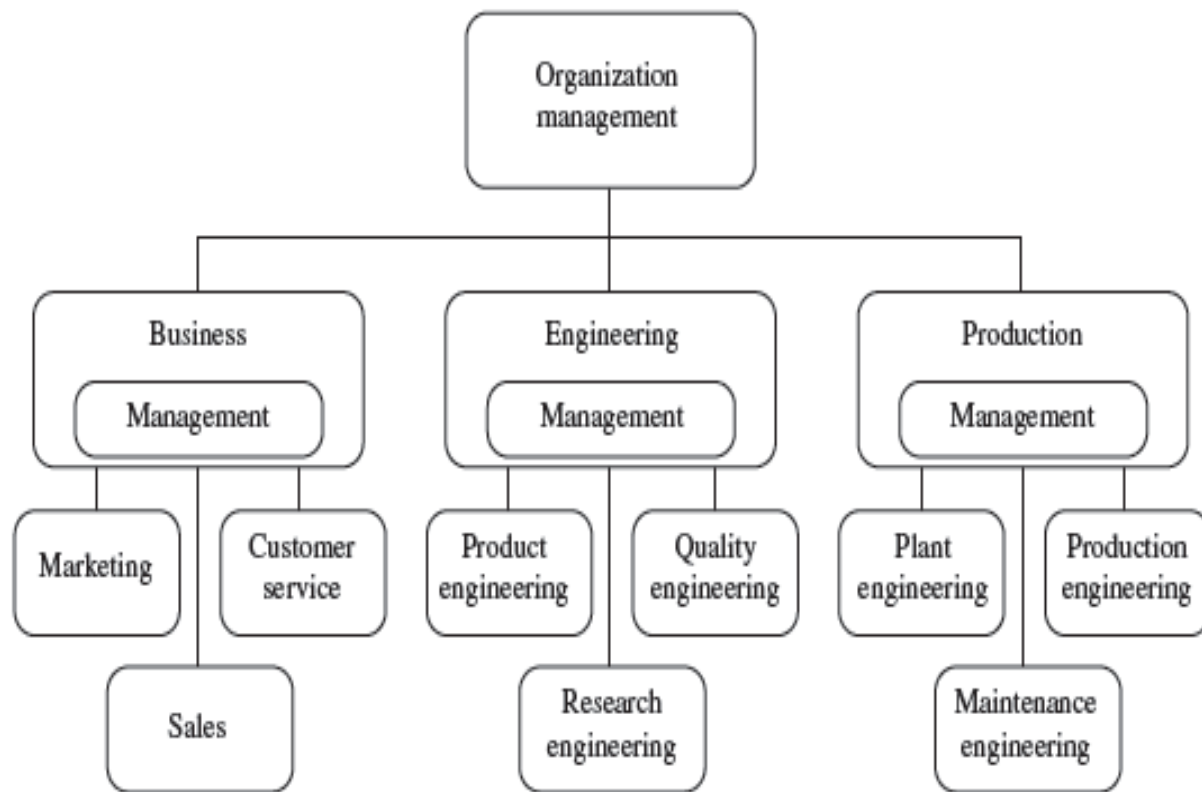 Organization
management
Business
Management
Engineering
Management
Production
Management
Marketing
Customer
service
Sales
Product
engineering
Quality
engineering
Research
engineering
Plant
engineering
Production
engineering
Maintenance
engineering